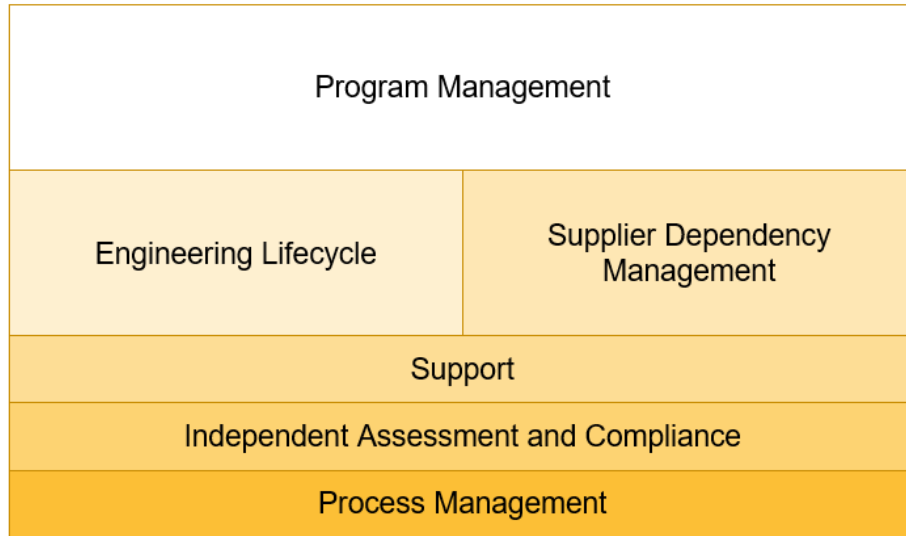 Program Management
Engineering Lifecycle
Supplier Dependency
Management
Support
Independent Assessment and Compliance
Process Management